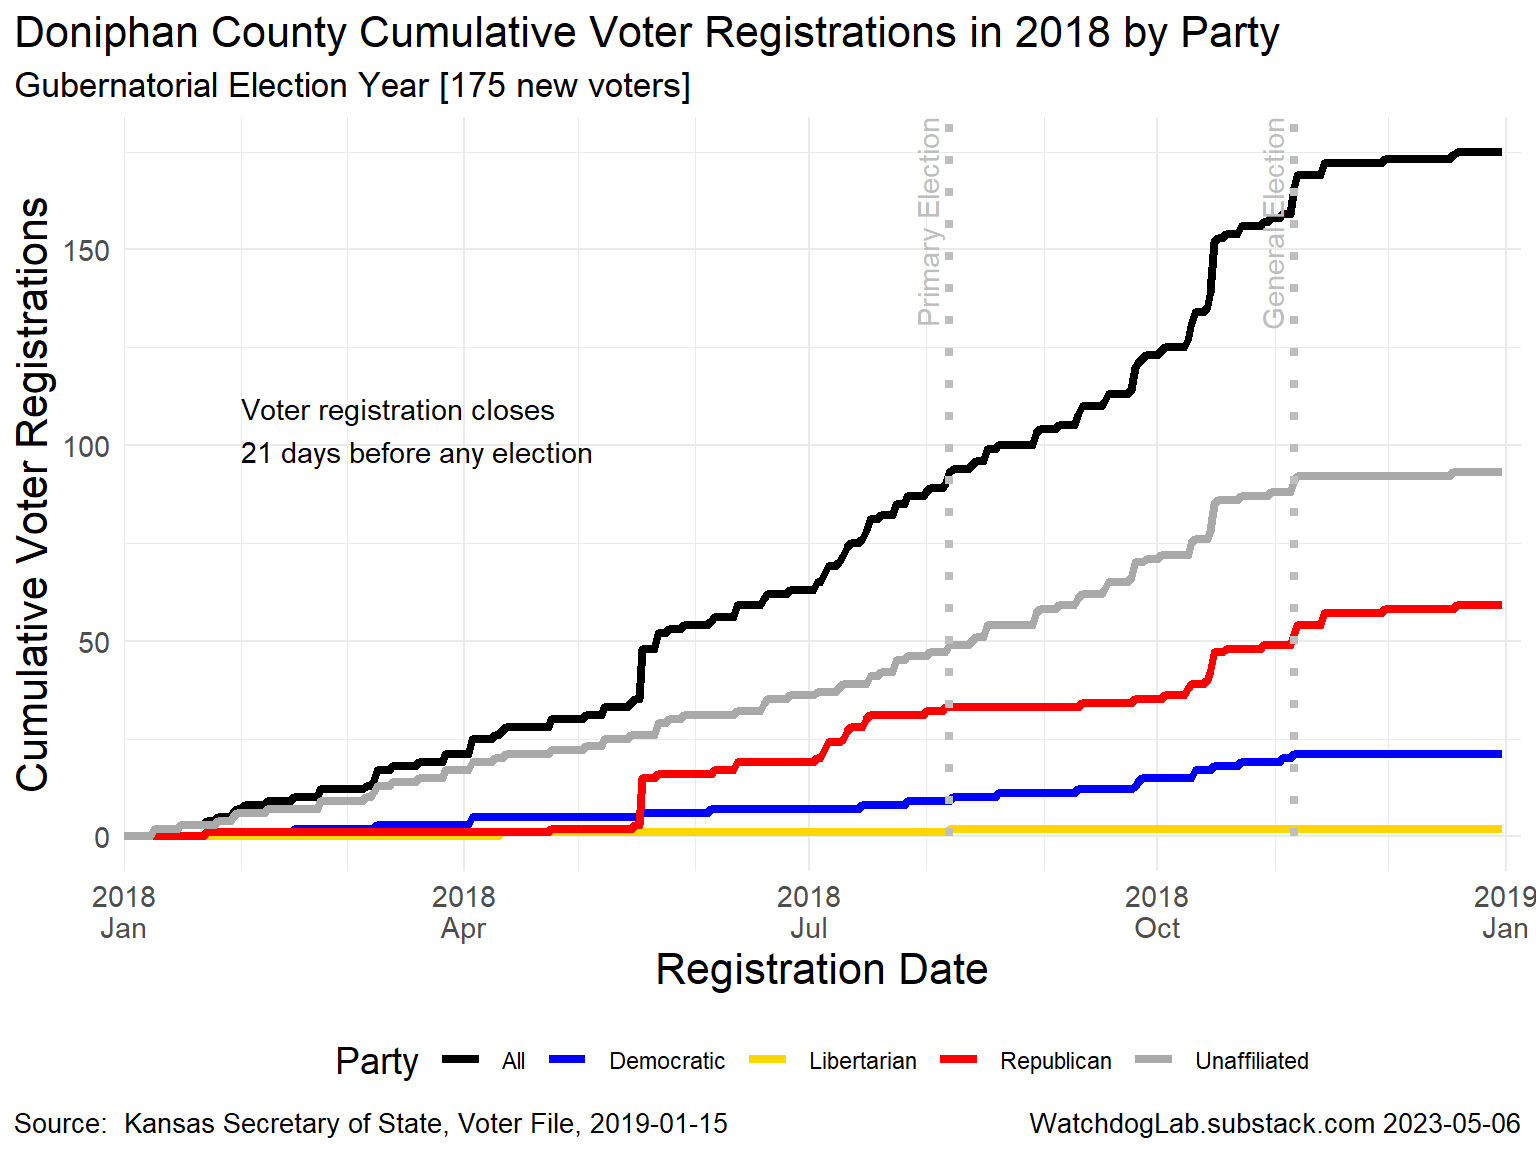 Doniphan County Cumulative Voter Registrations in 2018 by Party
Gubernatorial Election Year [175 new voters]
Cumulative Voter Registrations
150
100
50
0
Primary Election
General Election
Voter registration closes
21 days before any election
2018
Jan
2018
Apr
2018
Jul
2018
Oct
2019
Jan
Registration Date
Party
All
Democratic
Libertarian
Republican
Unaffiliated
Source:  Kansas Secretary of State, Voter File, 2019-01-15
WatchdogLab.substack.com 2023-05-06